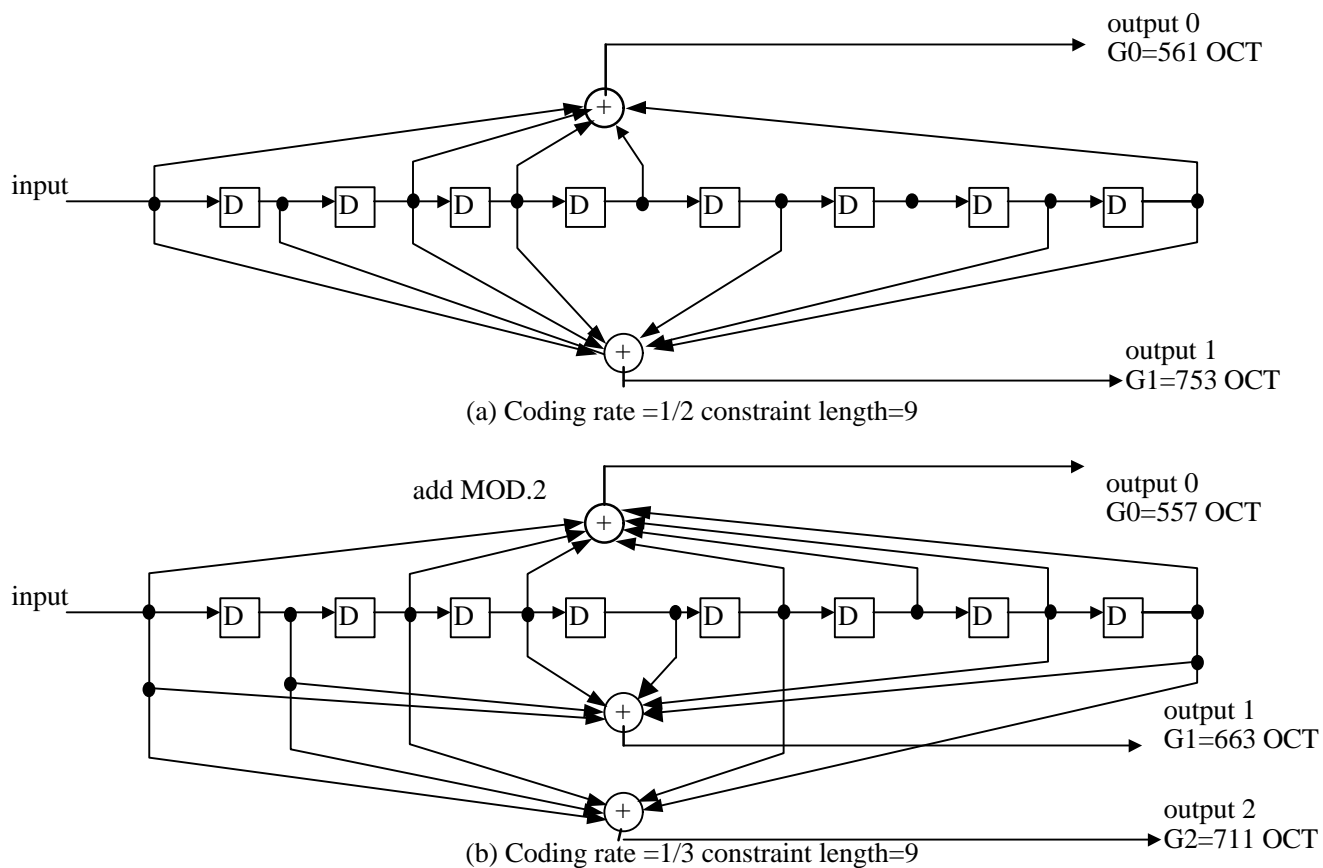 output 0
G0=561 OCT
+
input
D D D D D D D D
+
output 1
G1=753 OCT
(a) Coding rate =1/2 constraint length=9
add MOD.2
output 0
G0=557 OCT
+
input
D D D D D D D D
+
output 1
G1=663 OCT
+
output 2
G2=711 OCT
(b) Coding rate =1/3 constraint length=9